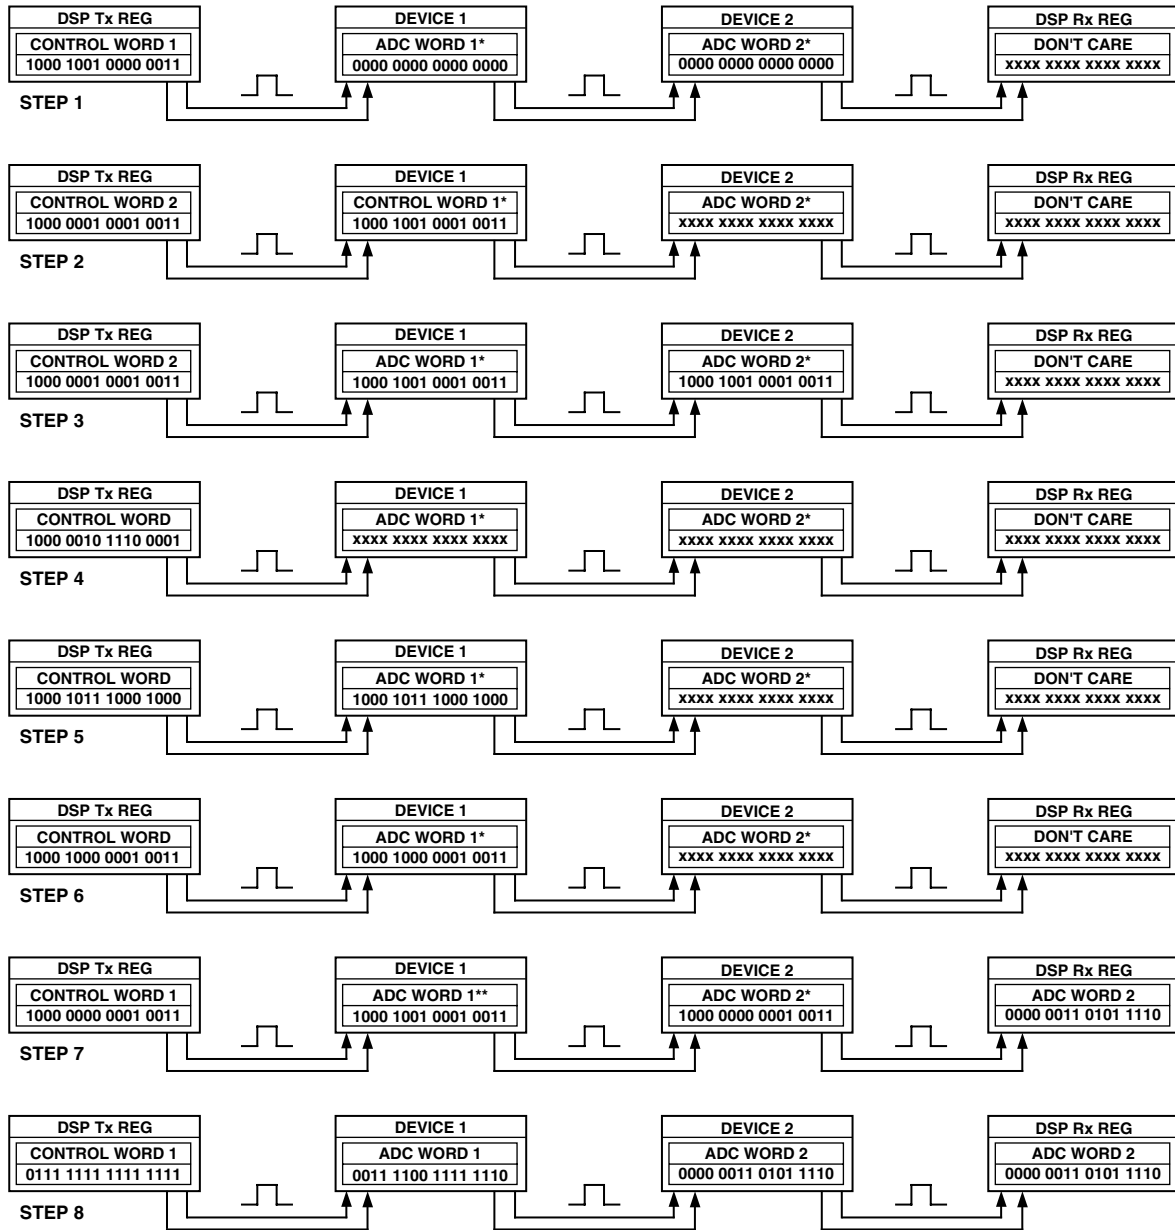 DSP Tx REG
CONTROL WORD 1
1000 1001 0000 0011
DEVICE 1
ADC WORD 1*
0000 0000 0000 0000
DEVICE 2
ADC WORD 2*
0000 0000 0000 0000
DSP Rx REG
DON'T CARE
xxxx xxxx xxxx xxxx
STEP 1
DSP Tx REG
CONTROL WORD 2
1000 0001 0001 0011
DEVICE 1
CONTROL WORD 1*
1000 1001 0001 0011
DEVICE 2
ADC WORD 2*
xxxx xxxx xxxx xxxx
DSP Rx REG
DON'T CARE
xxxx xxxx xxxx xxxx
STEP 2
DSP Tx REG
CONTROL WORD 2
1000 0001 0001 0011
DEVICE 1
ADC WORD 1*
1000 1001 0001 0011
DEVICE 2
ADC WORD 2*
1000 1001 0001 0011
DSP Rx REG
DON'T CARE
xxxx xxxx xxxx xxxx
STEP 3
DSP Tx REG
CONTROL WORD
1000 0010 1110 0001
DEVICE 1
ADC WORD 1*
xxxx xxxx xxxx xxxx
DEVICE 2
ADC WORD 2*
xxxx xxxx xxxx xxxx
DSP Rx REG
DON'T CARE
xxxx xxxx xxxx xxxx
STEP 4
DSP Tx REG
CONTROL WORD
1000 1011 1000 1000
DEVICE 1
ADC WORD 1*
1000 1011 1000 1000
DEVICE 2
ADC WORD 2*
xxxx xxxx xxxx xxxx
DSP Rx REG
DON'T CARE
xxxx xxxx xxxx xxxx
STEP 5
DSP Tx REG
CONTROL WORD
1000 1000 0001 0011
DEVICE 1
ADC WORD 1*
1000 1000 0001 0011
DEVICE 2
ADC WORD 2*
xxxx xxxx xxxx xxxx
DSP Rx REG
DON'T CARE
xxxx xxxx xxxx xxxx
STEP 6
DSP Tx REG
CONTROL WORD 1
1000 0000 0001 0011
DEVICE 1
ADC WORD 1**
1000 1001 0001 0011
DEVICE 2
ADC WORD 2*
1000 0000 0001 0011
DSP Rx REG
ADC WORD 2
0000 0011 0101 1110
STEP 7
DSP Tx REG
CONTROL WORD 1
0111 1111 1111 1111
DEVICE 1
ADC WORD 1
0011 1100 1111 1110
DEVICE 2
ADC WORD 2
0000 0011 0101 1110
DSP Rx REG
ADC WORD 2
0000 0011 0101 1110
STEP 8